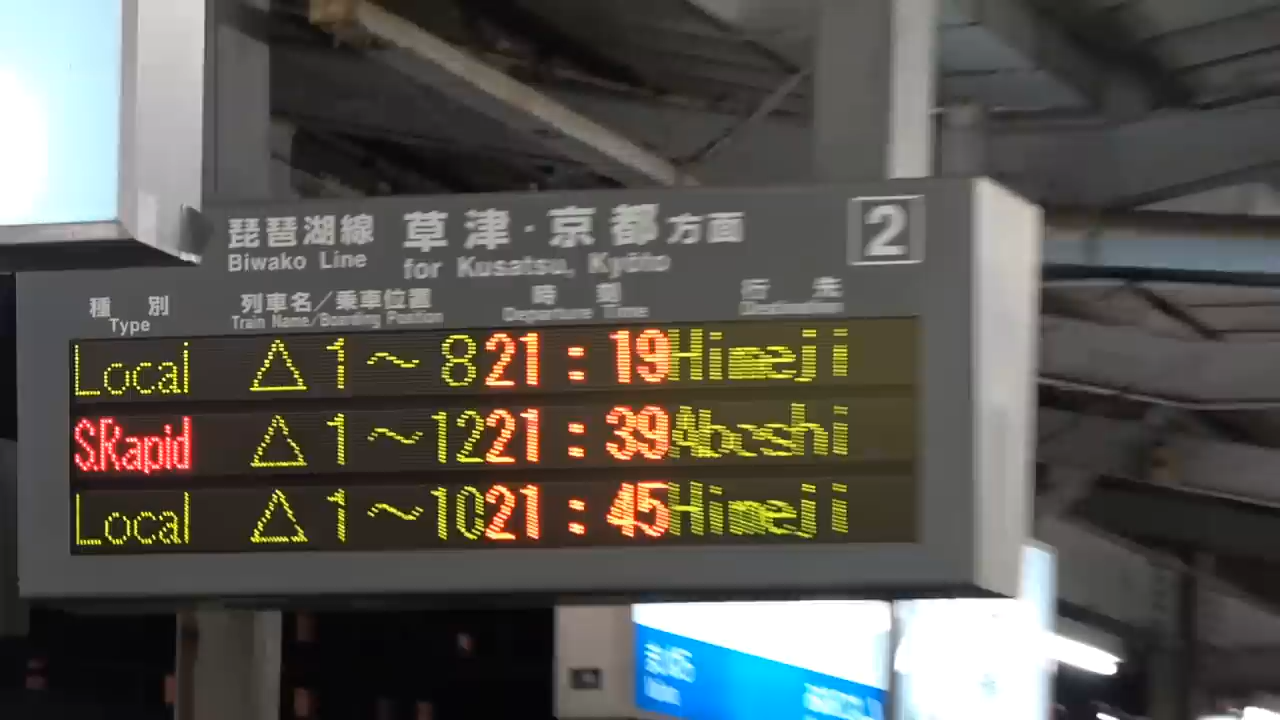 琵琶湖線 草津・京都方面 2
Biwako Line for Kusatsu, Kyōto
種別 列車名／乗車位置 時刻 行先
Type Train Name/Boarding Position Departure Time Destination
Local △ 1～8 21:19 Himeji
S.Rapid △ 1～12 21:39 Aboshi
Local △ 1～10 21:45 Himeji